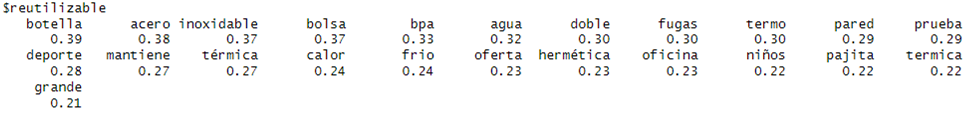 $reutilizable
botella acero inoxidable bolsa bpa agua doble fugas termo pared prueba
0.39 0.38 0.37 0.37 0.33 0.32 0.30 0.30 0.30 0.29 0.29
deporte mantiene térmica calor frio oferta hermética oficina niños pajita termica
0.28 0.27 0.27 0.24 0.24 0.23 0.23 0.23 0.22 0.22 0.22
grande
0.21